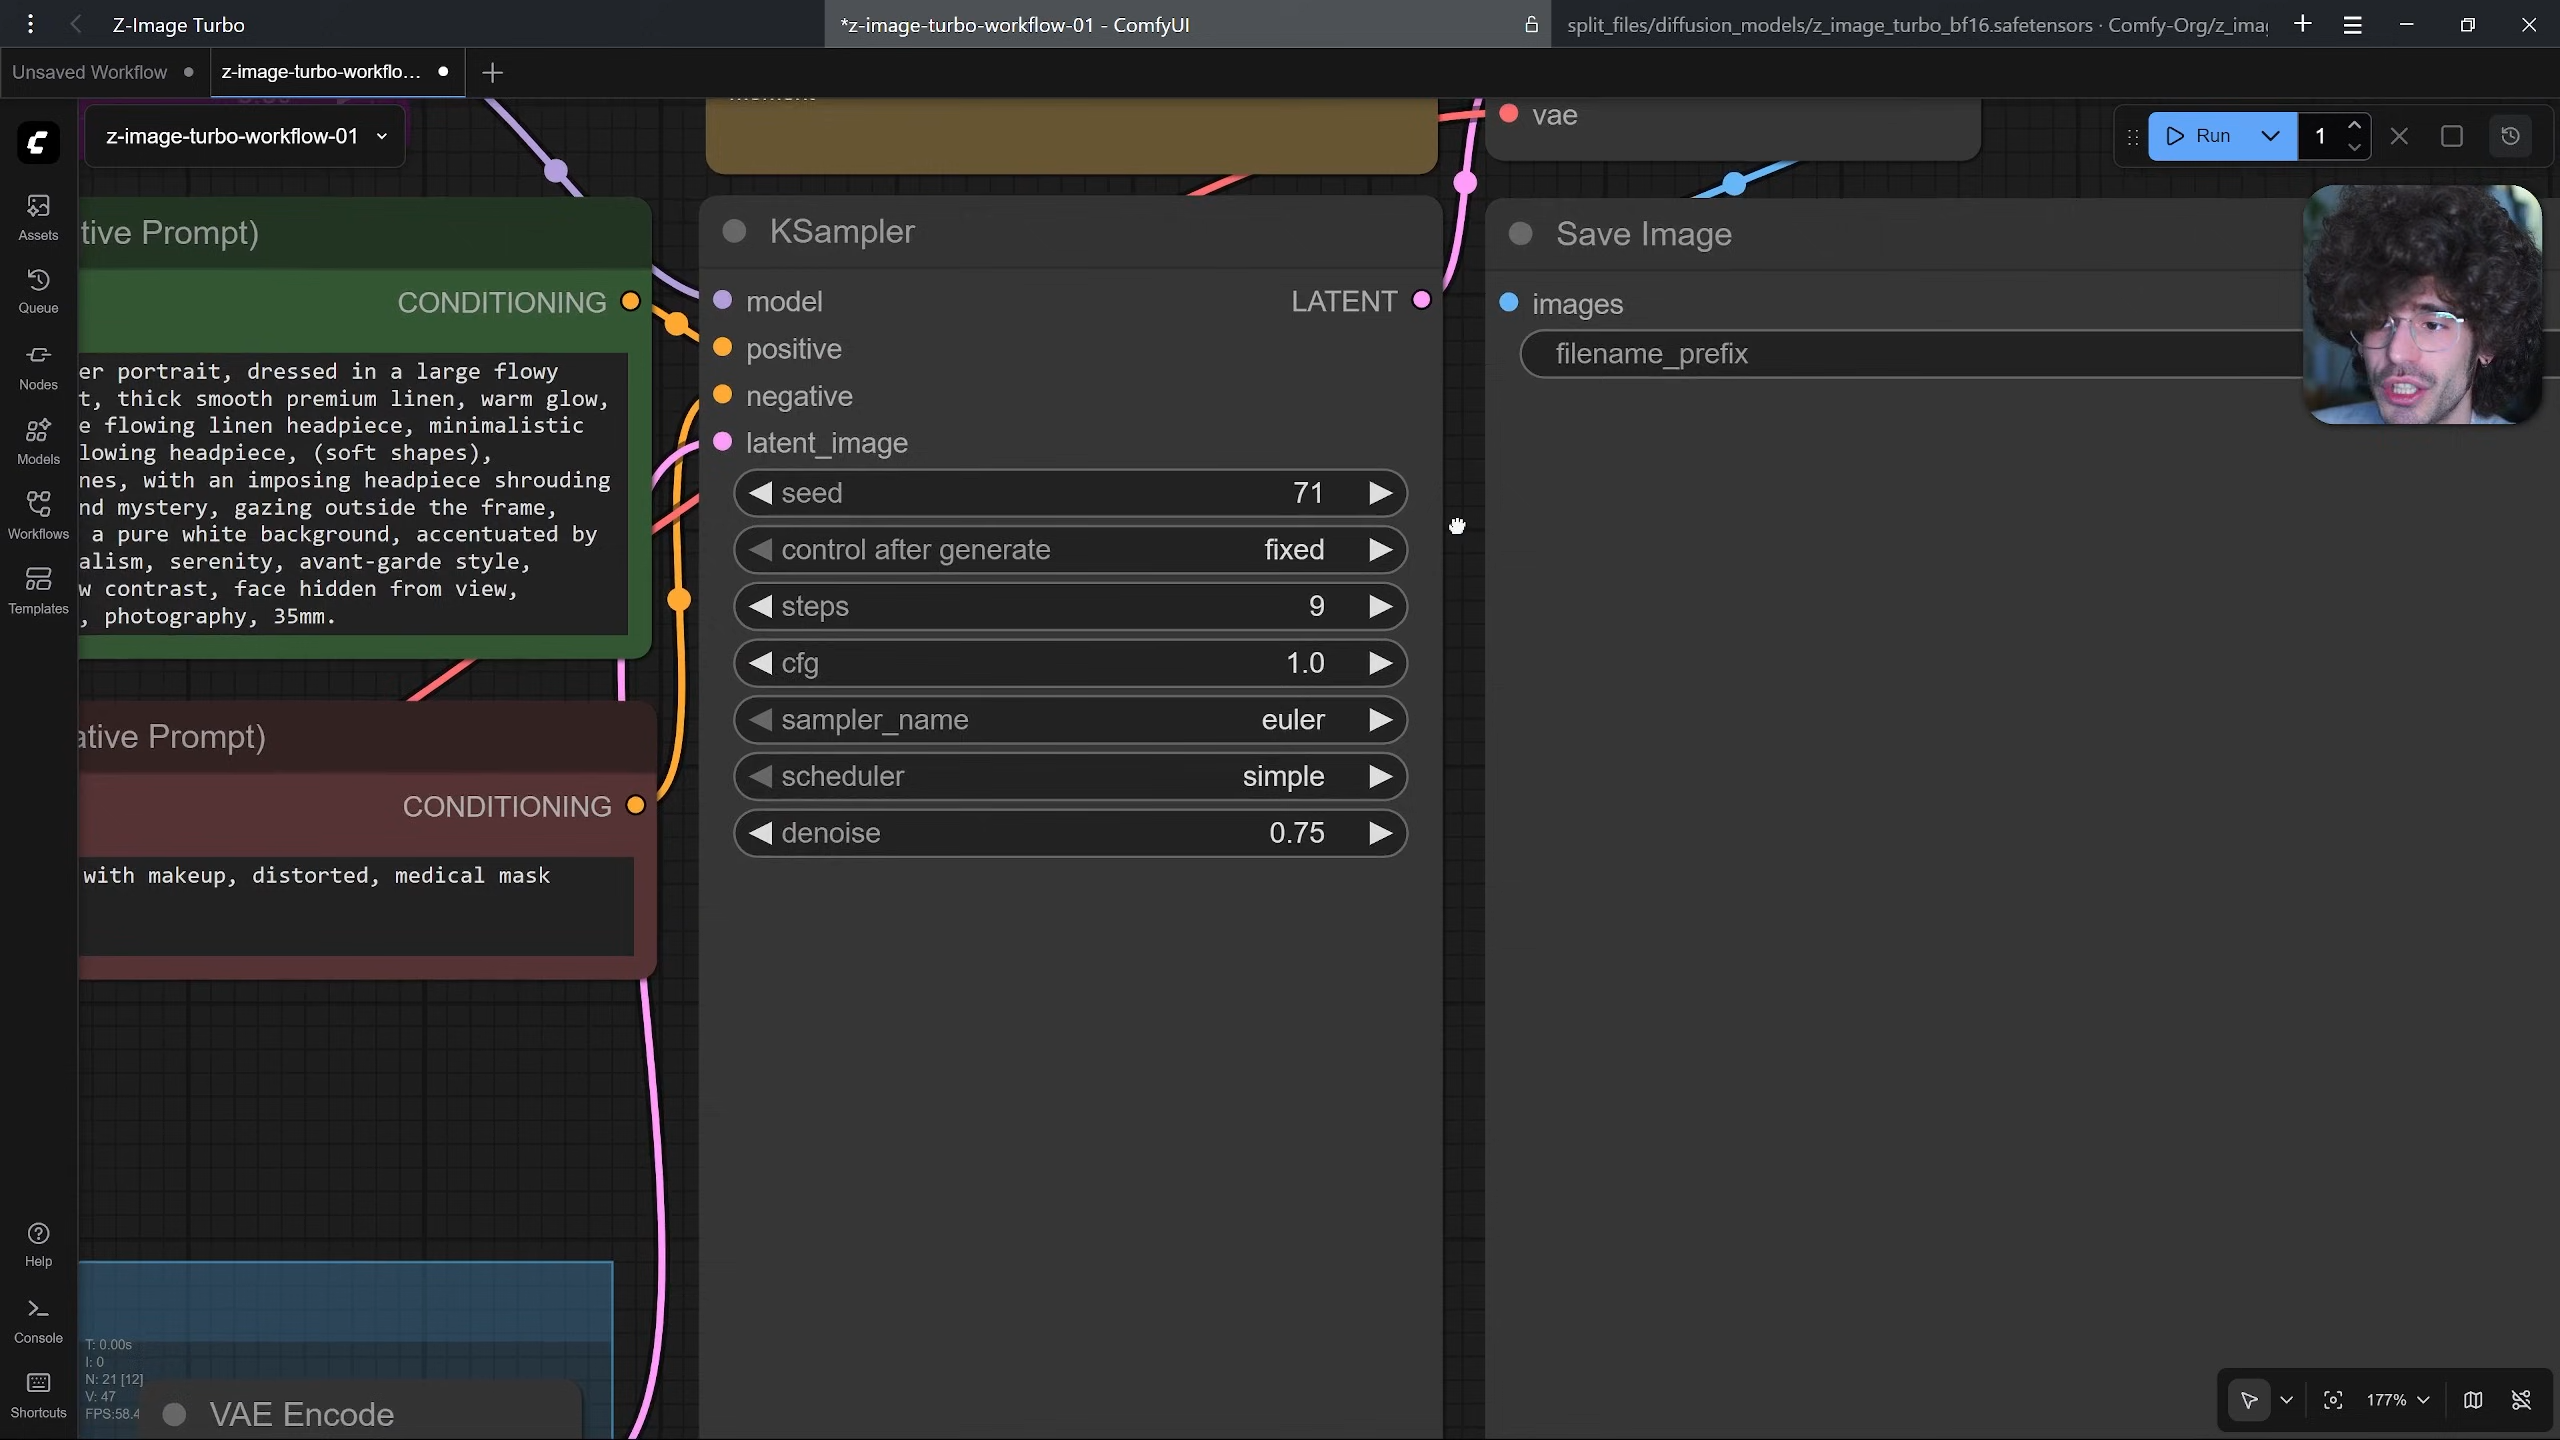 Z-Image Turbo
*z-image-turbo-workflow-01 - ComfyUI
split_files/diffusion_models/z_image_turbo_bf16.safetensors · Comfy-Org/z_ima
Unsaved Workflow
z-image-turbo-workflo...
z-image-turbo-workflow-01
Run
1
Assets
Queue
Nodes
Models
Workflows
Templates
Help
Console
Shortcuts
vae
tive Prompt)
CONDITIONING
er portrait, dressed in a large flowy
t, thick smooth premium linen, warm glow,
e flowing linen headpiece, minimalistic
lowing headpiece, (soft shapes),
nes, with an imposing headpiece shrouding
nd mystery, gazing outside the frame,
a pure white background, accentuated by
alism, serenity, avant-garde style,
w contrast, face hidden from view,
, photography, 35mm.
ative Prompt)
CONDITIONING
with makeup, distorted, medical mask
KSampler
model
LATENT
positive
negative
latent_image
seed 71
control after generate fixed
steps 9
cfg 1.0
sampler_name euler
scheduler simple
denoise 0.75
Save Image
images
filename_prefix
T: 0.00s
I: 0
N: 21 [12]
V: 47
FPS:58.4
VAE Encode
177%